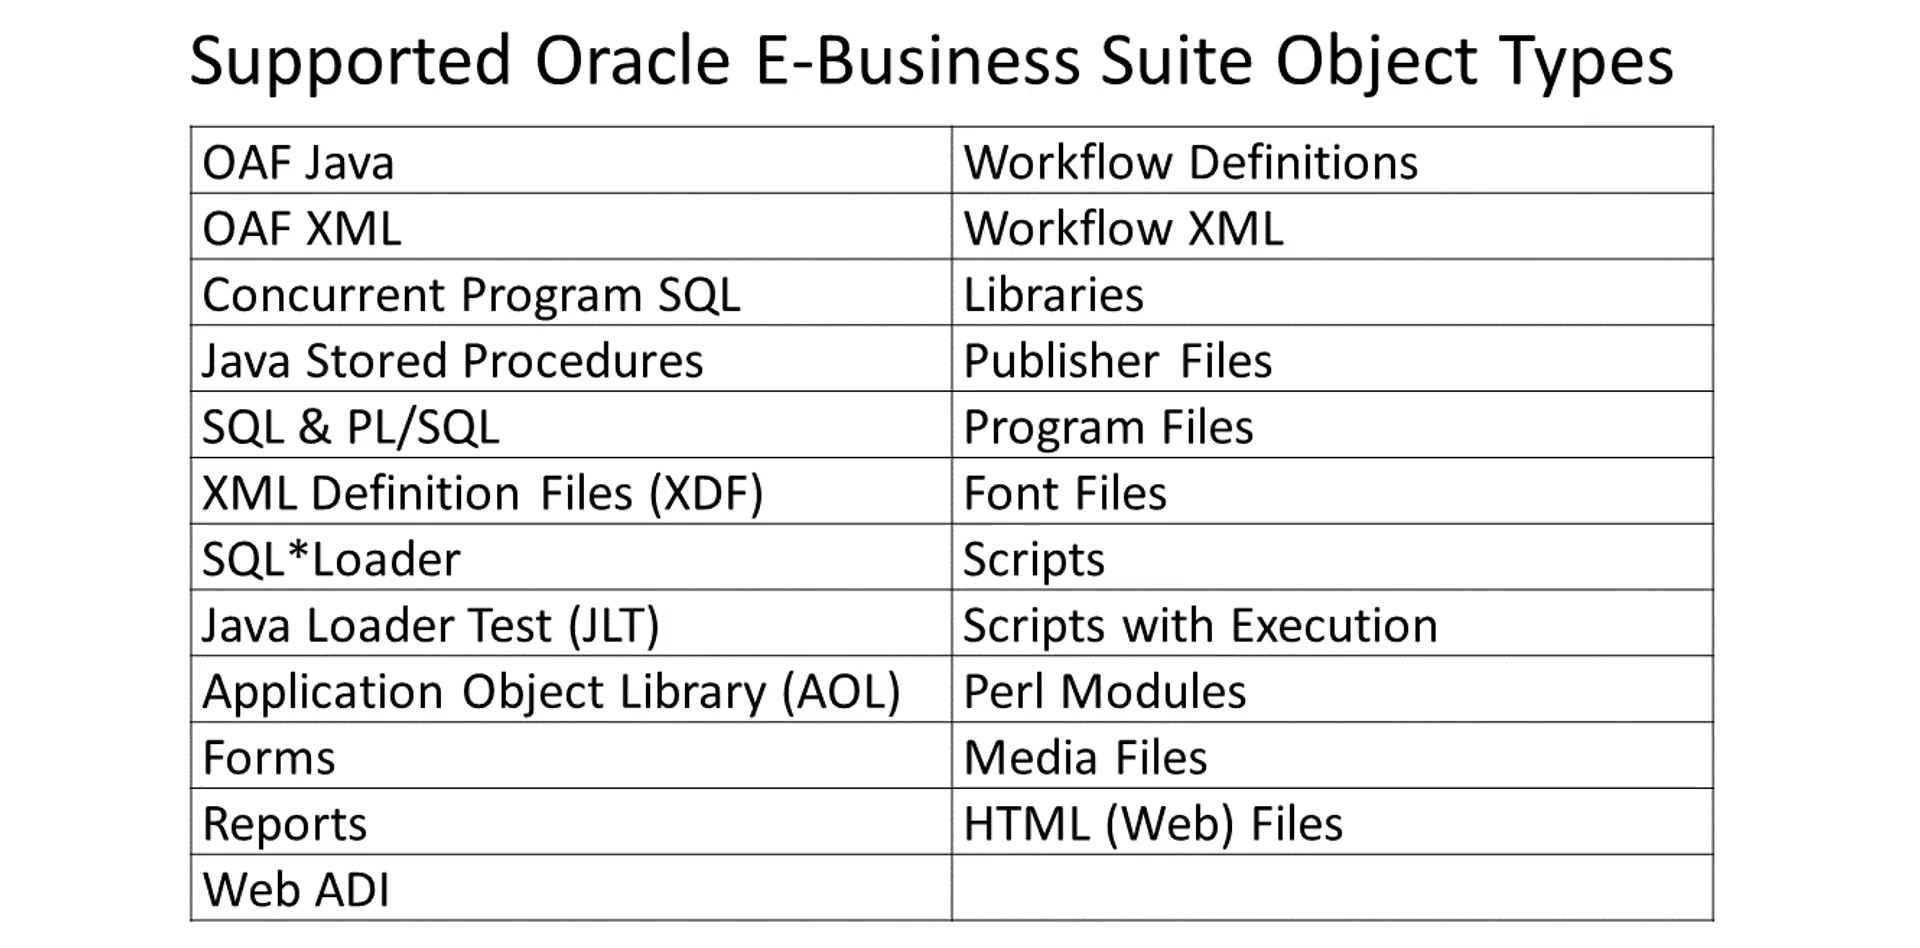 Supported Oracle E-Business Suite Object Types
OAF Java
Workflow Definitions
OAF XML
Workflow XML
Concurrent Program SQL
Libraries
Java Stored Procedures
Publisher Files
SQL & PL/SQL
Program Files
XML Definition Files (XDF)
Font Files
SQL*Loader
Scripts
Java Loader Test (JLT)
Scripts with Execution
Application Object Library (AOL)
Perl Modules
Forms
Media Files
Reports
HTML (Web) Files
Web ADI